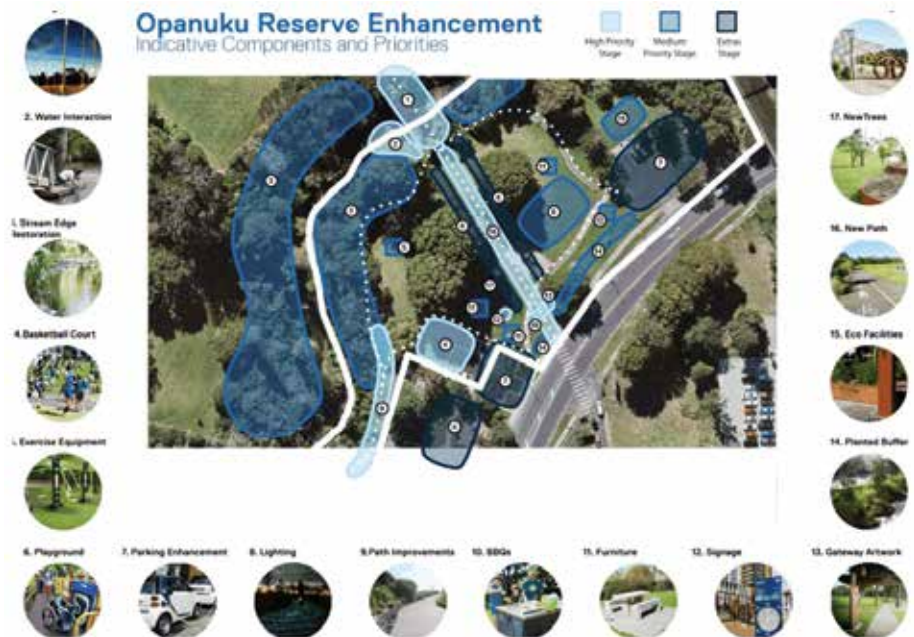 Opanuku Reserve Enhancement
Indicative Components and Priorities
High Priority
Stage
Medium
Priority Stage
Extras
Stage
2. Water Interaction
Stream Edge
4.Basketball Court
Exercise Equipment
6. Playground
7. Parking Enhancement
8. Lighting
9.Path Improvements
10. BBQs
11. Furniture
12. Signage
13. Gateway Artwork
14. Planted Buffer
15. Eco Facilities
16. New Path
17. NewTrees